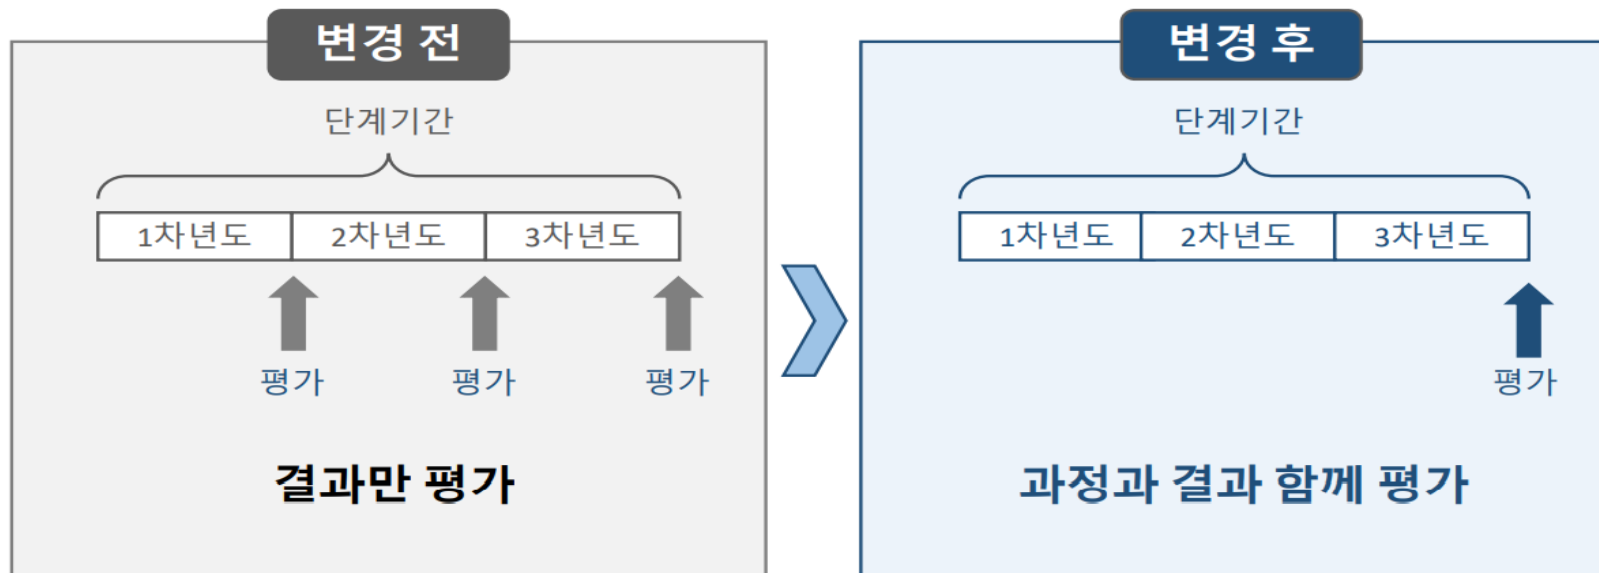 변경 전
단계기간
1차년도 2차년도 3차년도
평가 평가 평가
결과만 평가
변경 후
단계기간
1차년도 2차년도 3차년도
평가
과정과 결과 함께 평가